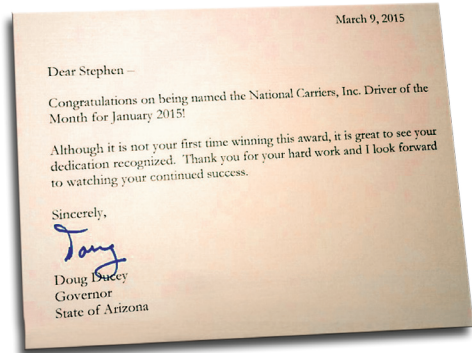 March 9, 2015
Dear Stephen –
Congratulations on being named the National Carriers, Inc. Driver of the
Month for January 2015!
Although it is not your first time winning this award, it is great to see your
dedication recognized. Thank you for your hard work and I look forward
to watching your continued success.
Sincerely,
Doug
Doug Ducey
Governor
State of Arizona